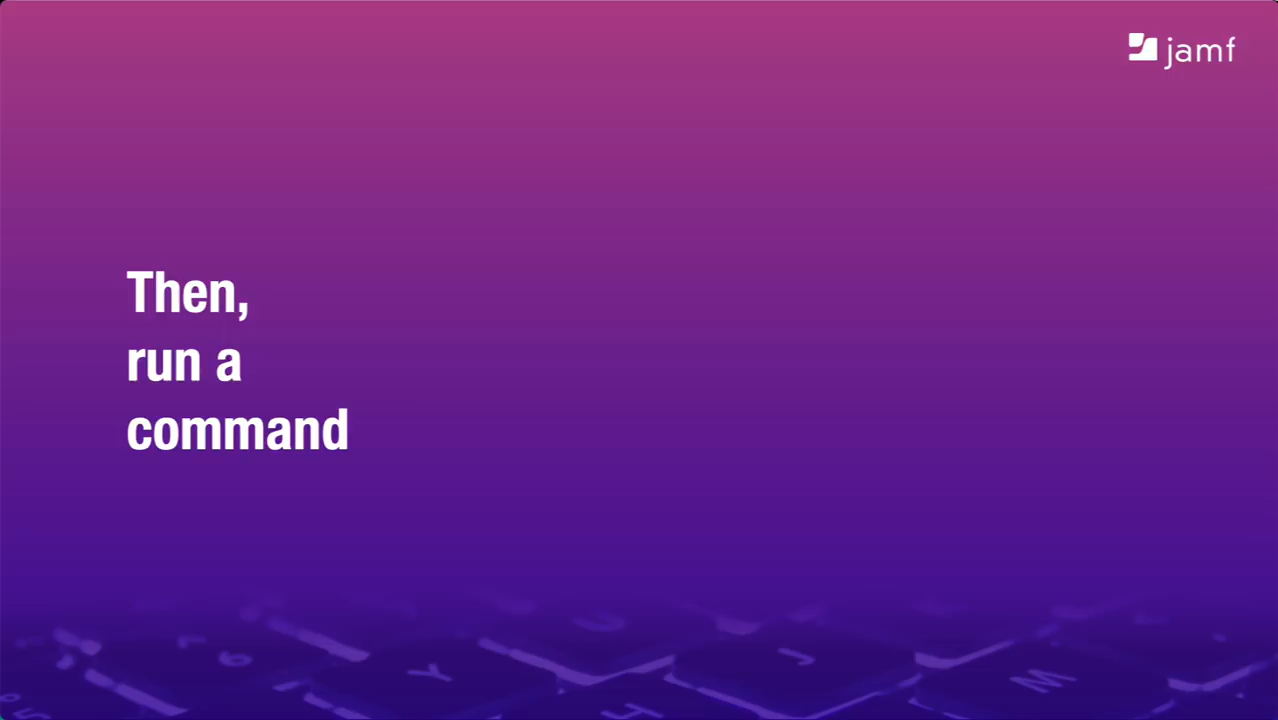 jamf
Then,
run a
command
Y
J
M